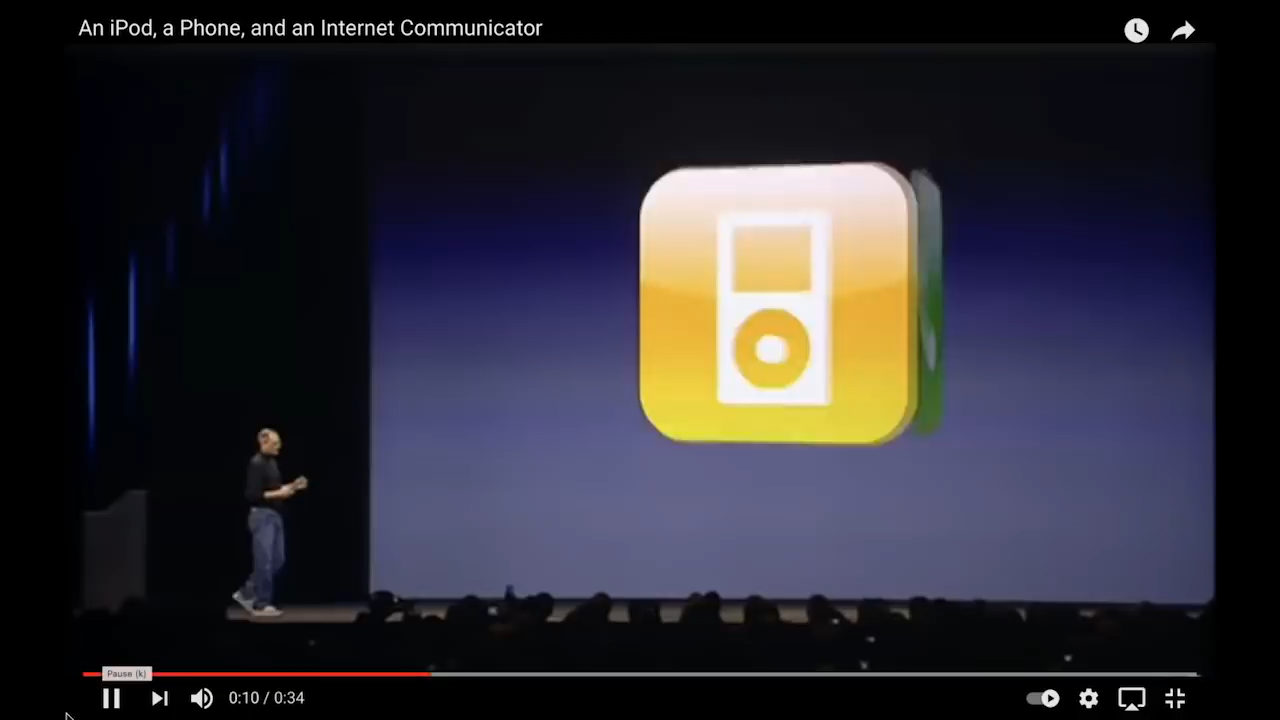 An iPod, a Phone, and an Internet Communicator
Pause (k)
0:10 / 0:34